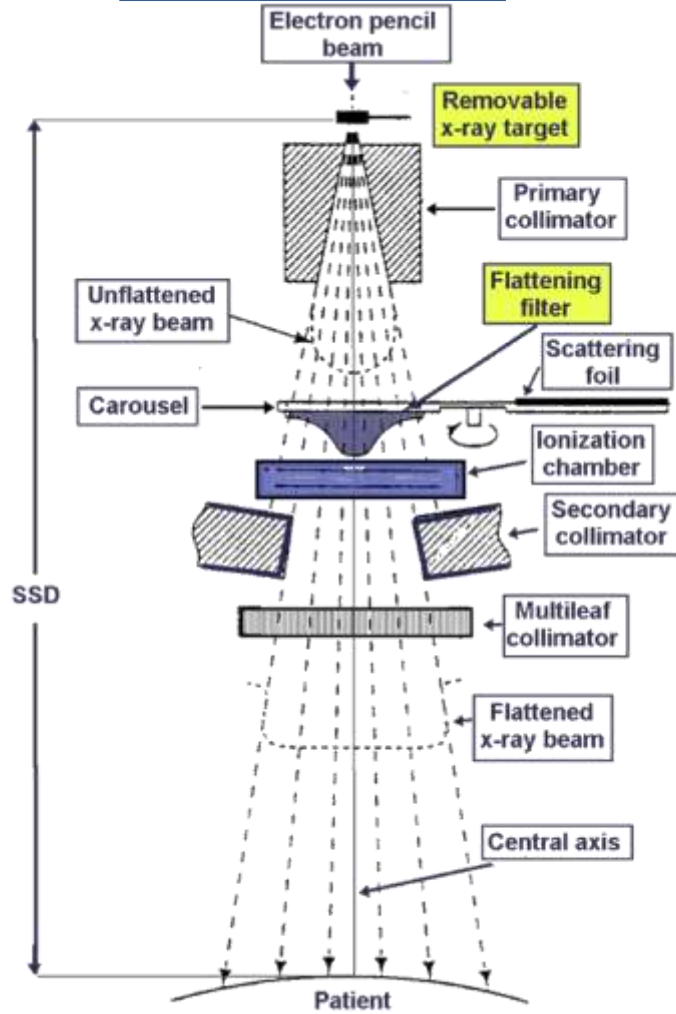 Electron pencil
beam
Removable
x-ray target
Primary
collimator
Unflattened
x-ray beam
Flattening
filter
Scattering
foil
Carousel
Ionization
chamber
Secondary
collimator
SSD
Multileaf
collimator
Flattened
x-ray beam
Central axis
Patient